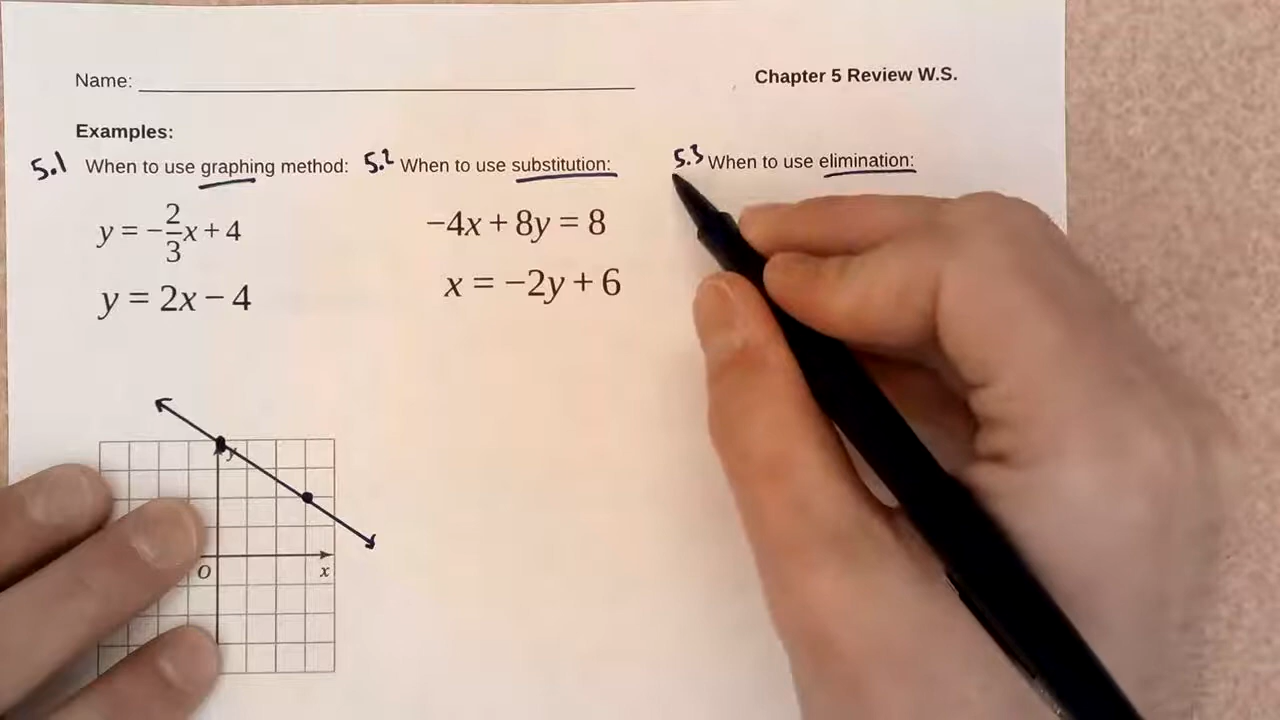 Name:
Chapter 5 Review W.S.
Examples:
5.1 When to use graphing method:
y = -2/3x + 4
y = 2x - 4
5.2 When to use substitution:
-4x + 8y = 8
x = -2y + 6
5.3 When to use elimination:
y
O
x